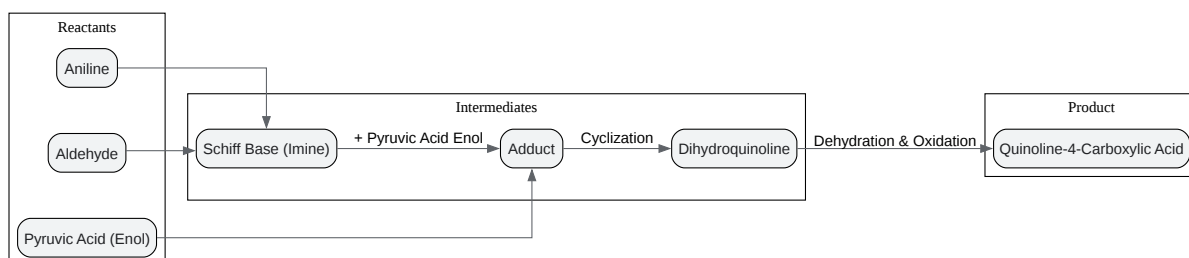 Reactants
Aniline
Intermediates
Product
Aldehyde
Schiff Base (Imine)
+ Pyruvic Acid Enol
Adduct
Cyclization
Dihydroquinoline
Dehydration & Oxidation
Quinoline-4-Carboxylic Acid
Pyruvic Acid (Enol)